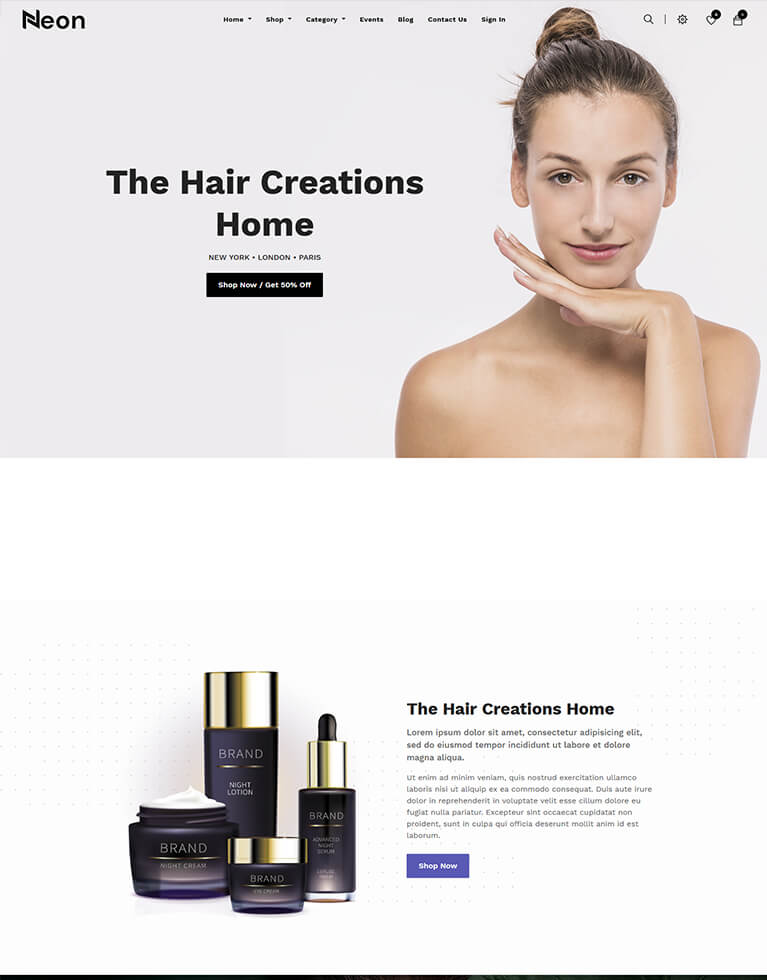 Neon
Home Shop Category Events Blog Contact Us Sign In
The Hair Creations
Home
NEW YORK • LONDON • PARIS
Shop Now / Get 50% Off
BRAND
NIGHT
LOTION
BRAND
NIGHT CREAM
BRAND
EYE CREAM
BRAND
ADVANCED
NIGHT
SERUM
The Hair Creations Home
Lorem ipsum dolor sit amet, consectetur adipisicing elit,
sed do eiusmod tempor incididunt ut labore et dolore
magna aliqua.
Ut enim ad minim veniam, quis nostrud exercitation ullamco
laboris nisi ut aliquip ex ea commodo consequat. Duis aute irure
dolor in reprehenderit in voluptate velit esse cillum dolore eu
fugiat nulla pariatur. Excepteur sint occaecat cupidatat non
proident, sunt in culpa qui officia deserunt mollit anim id est
laborum.
Shop Now